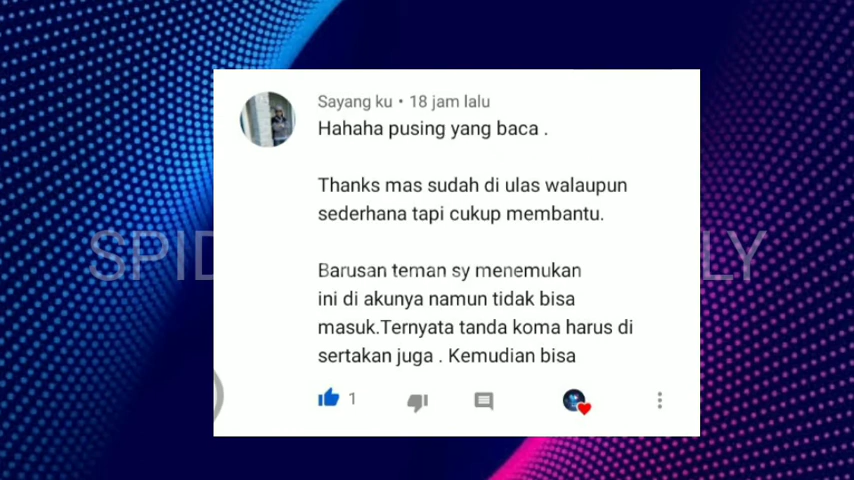 Sayang ku • 18 jam lalu
Hahaha pusing yang baca .
Thanks mas sudah di ulas walaupun
sederhana tapi cukup membantu.
Barusan teman sy menemukan
ini di akunya namun tidak bisa
masuk.Ternyata tanda koma harus di
sertakan juga . Kemudian bisa
1